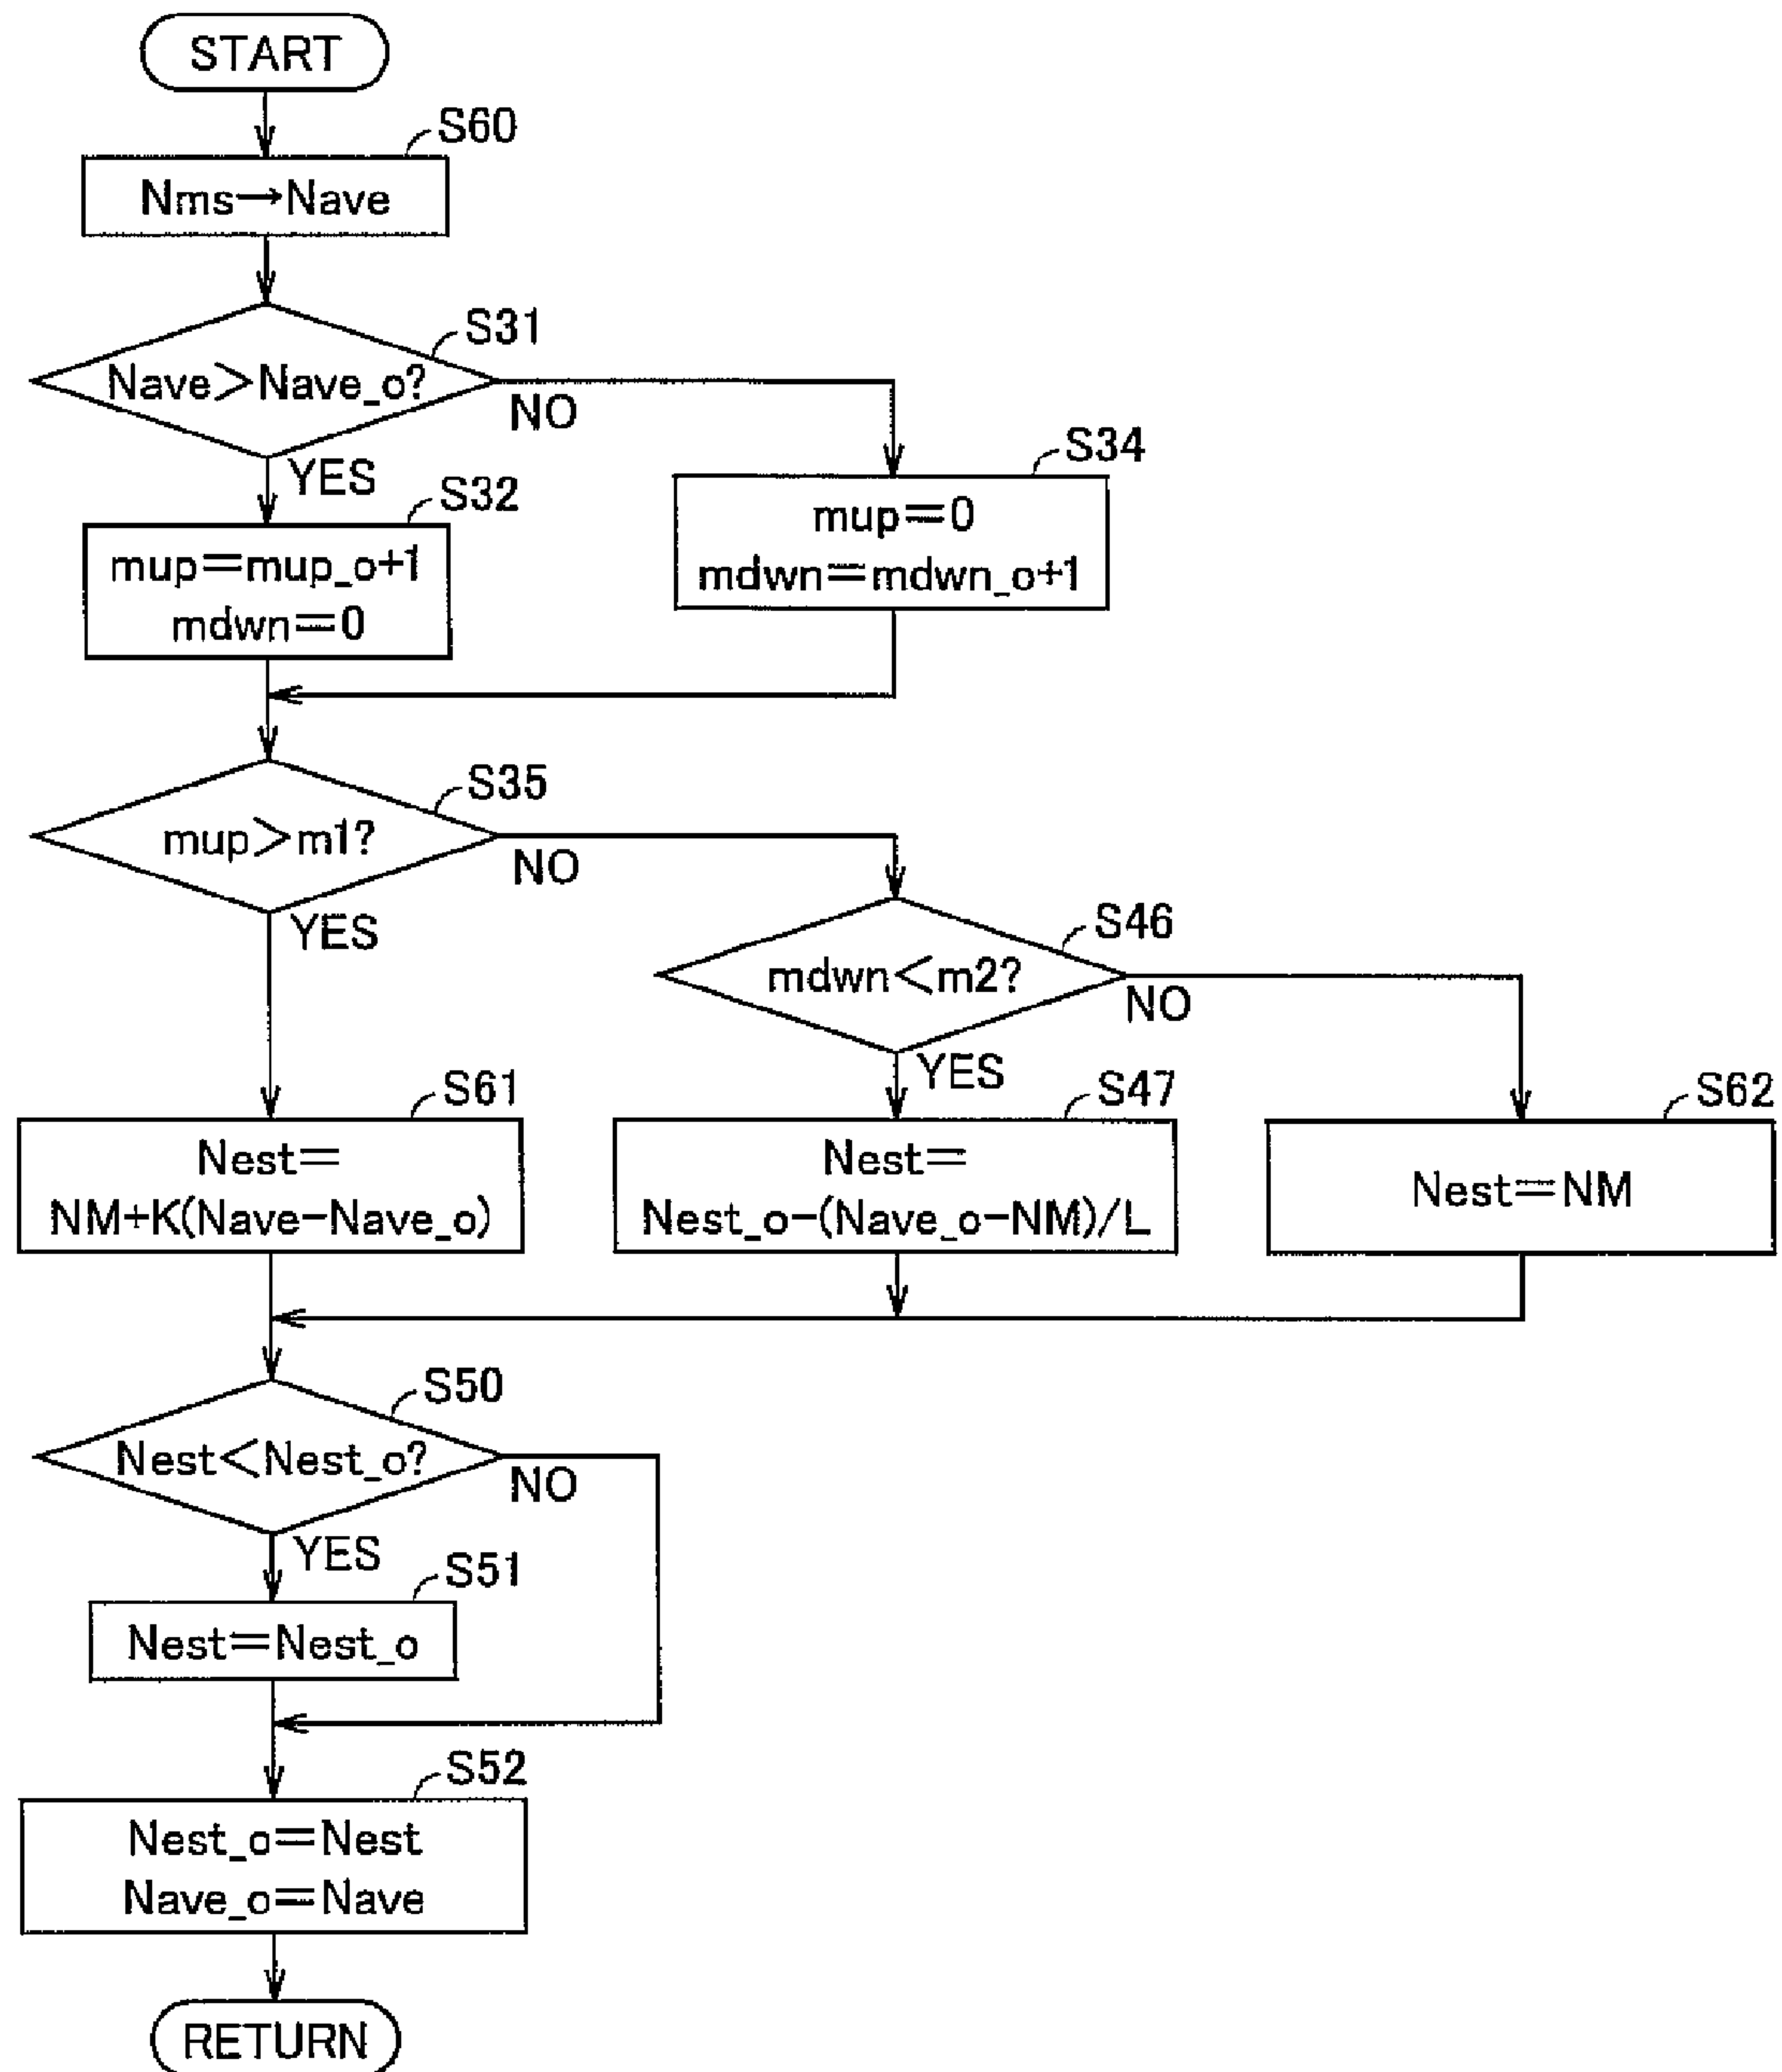 START
S60
Nms→Nave
S31
Nave>Nave_o?
NO
YES
S32
mup=mup_o+1
mdwn=0
S34
mup=0
mdwn=mdwn_o+1
S35
mup>m1?
NO
YES
S46
mdwn<m2?
NO
YES
S61
Nest=
NM+K(Nave-Nave_o)
S47
Nest=
Nest_o-(Nave_o-NM)/L
S62
Nest=NM
S50
Nest<Nest_o?
NO
YES
S51
Nest=Nest_o
S52
Nest_o=Nest
Nave_o=Nave
RETURN